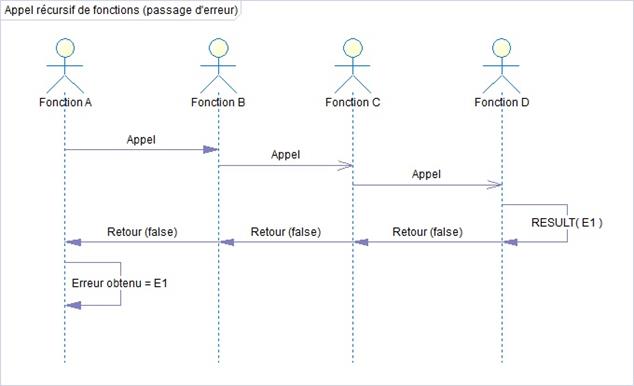 Appel récursif de fonctions (passage d'erreur)
Fonction A
Fonction B
Fonction C
Fonction D
Appel
Appel
Appel
RESULT( E1 )
Retour (false)
Retour (false)
Retour (false)
Erreur obtenu = E1